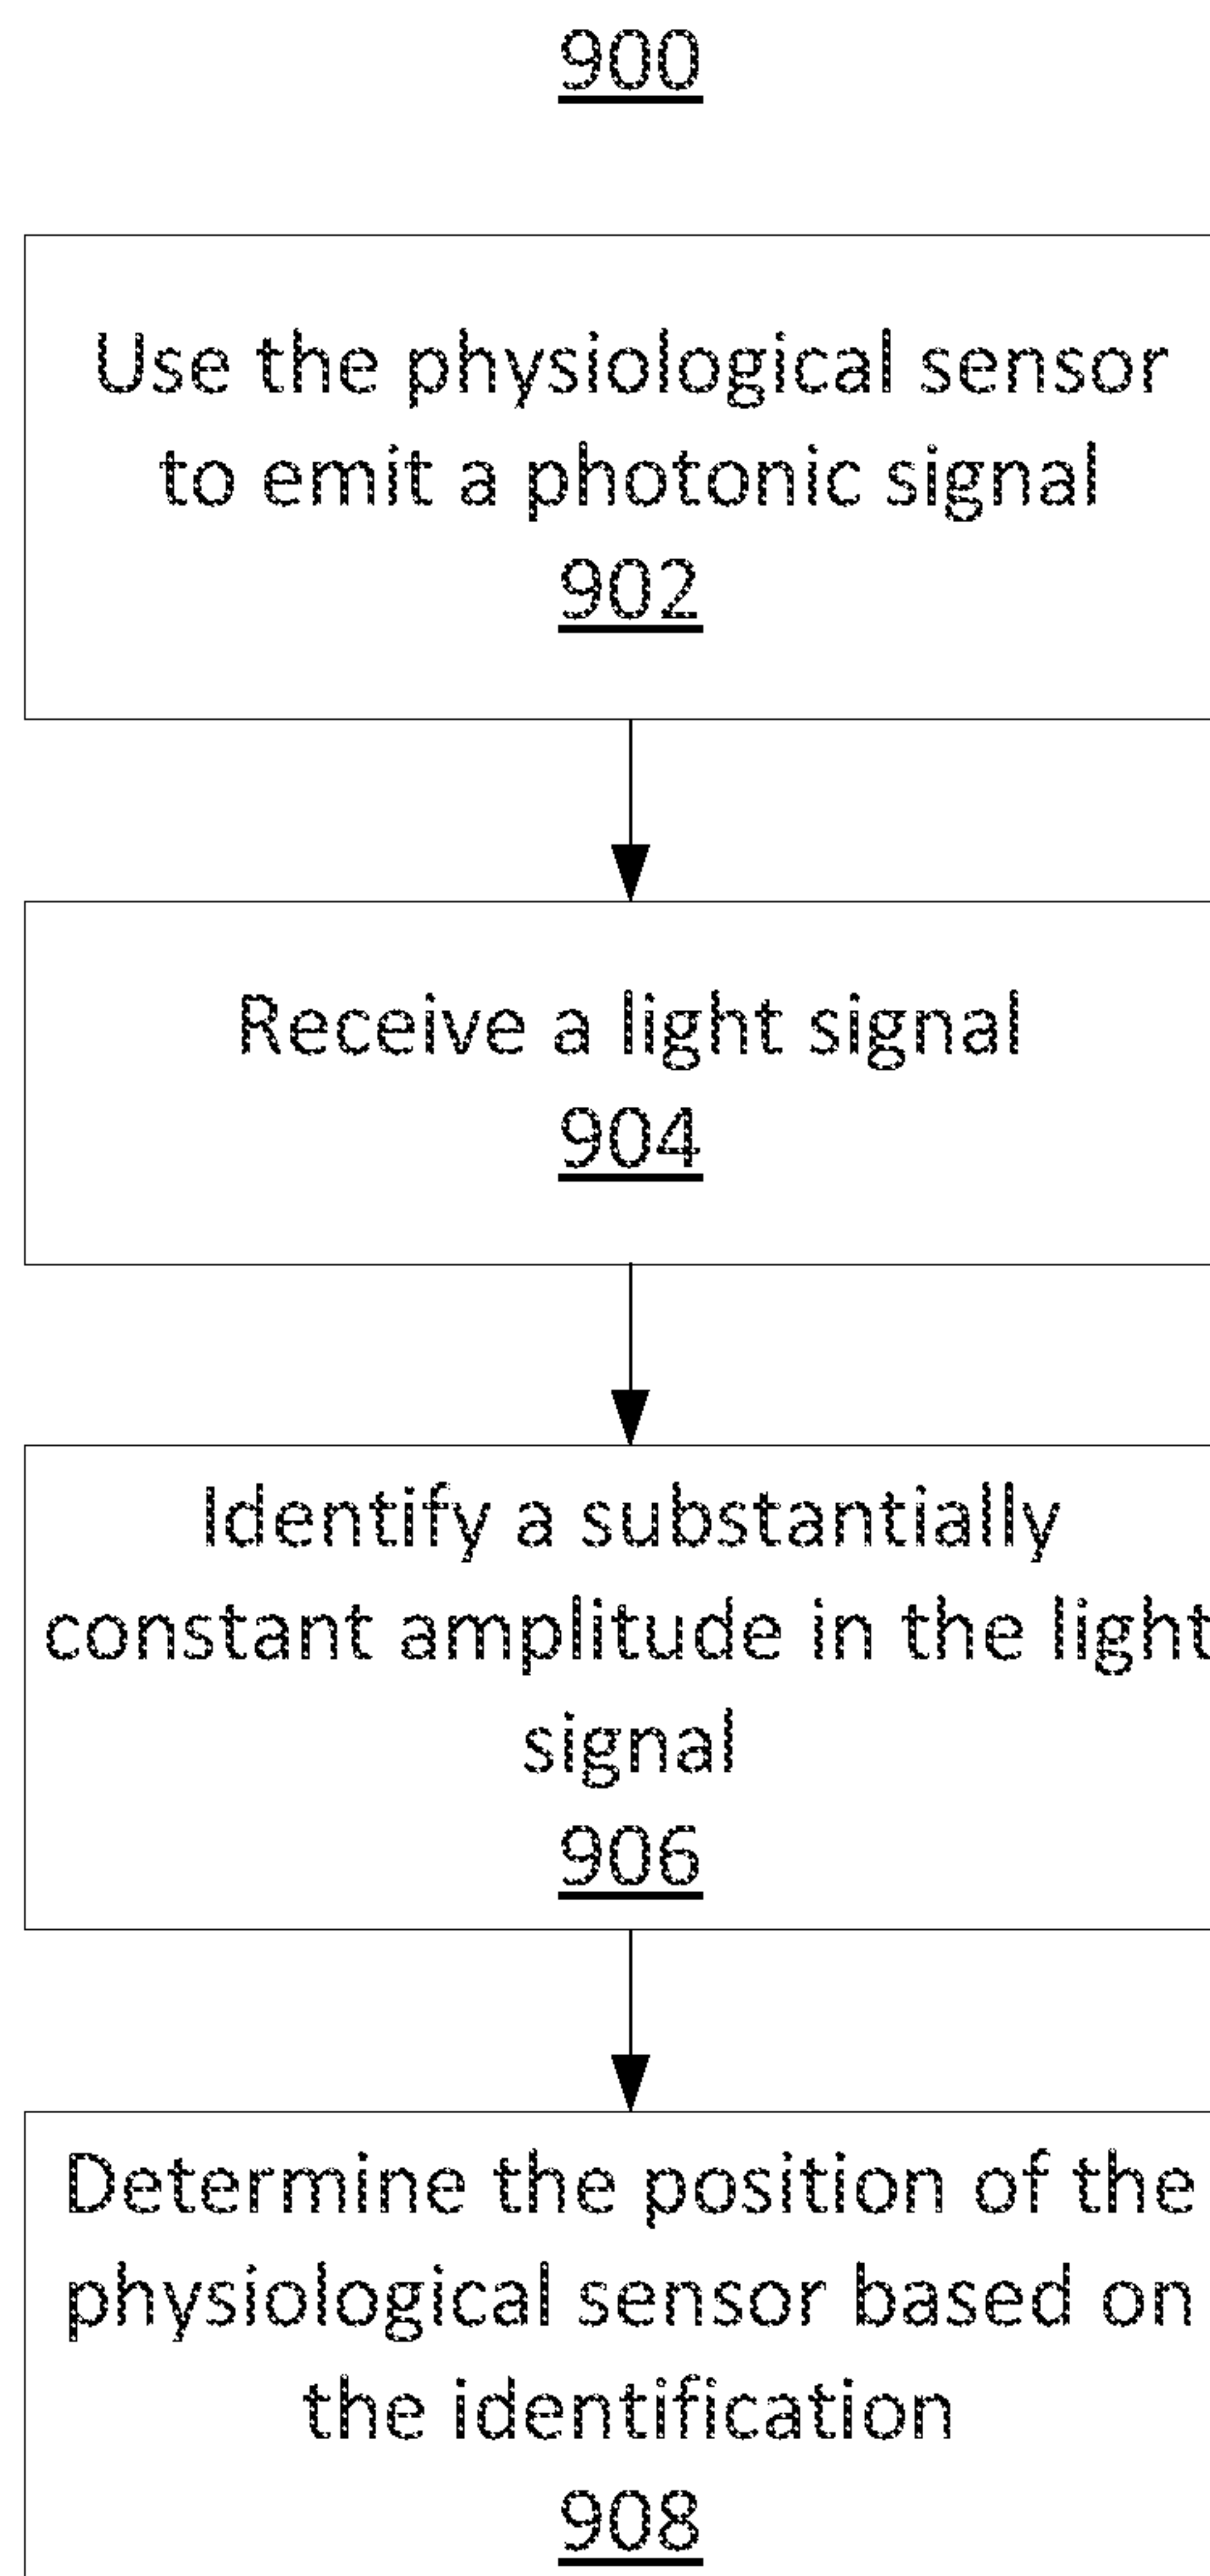 900
Use the physiological sensor
to emit a photonic signal
902
Receive a light signal
904
Identify a substantially
constant amplitude in the light
signal
906
Determine the position of the
physiological sensor based on
the identification
908